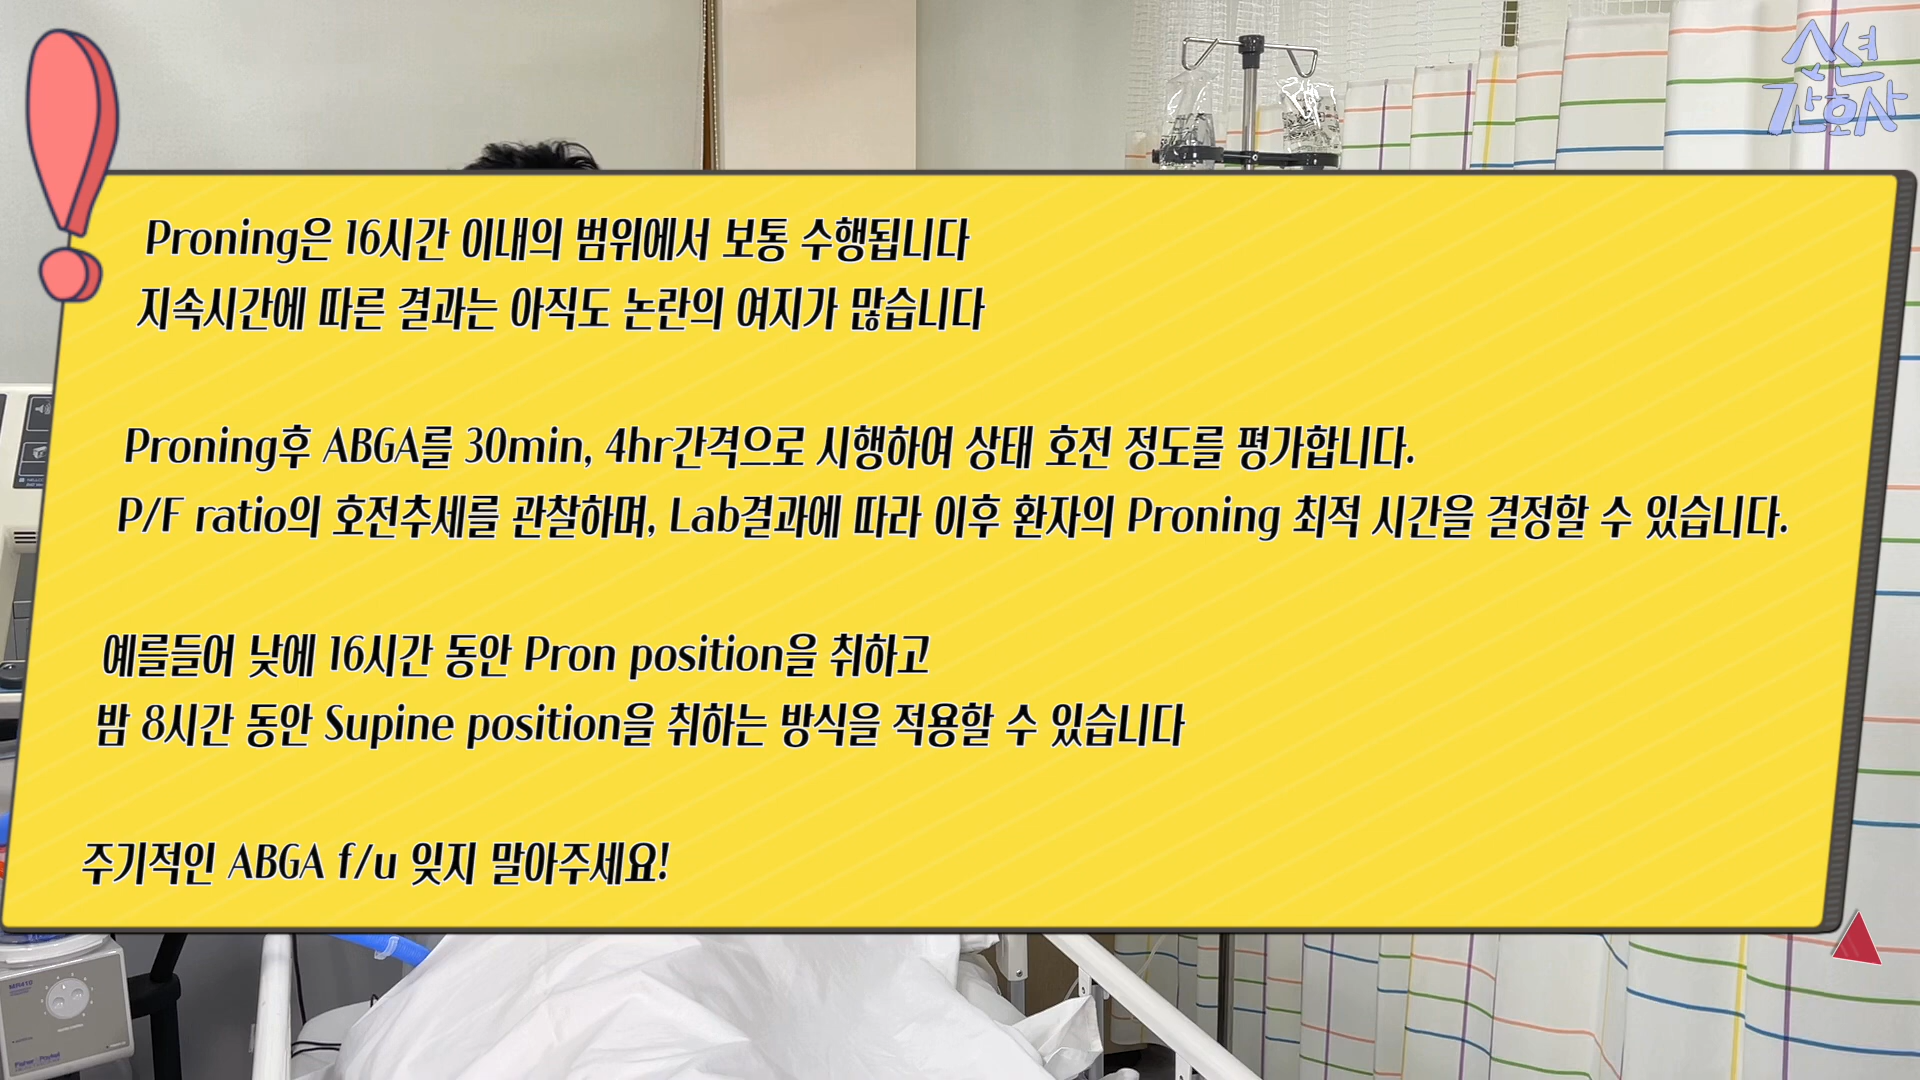 소년
간호사
Proning은 16시간 이내의 범위에서 보통 수행됩니다
지속시간에 따른 결과는 아직도 논란의 여지가 많습니다
Proning후 ABGA를 30min, 4hr간격으로 시행하여 상태 호전 정도를 평가합니다.
P/F ratio의 호전추세를 관찰하며, Lab결과에 따라 이후 환자의 Proning 최적 시간을 결정할 수 있습니다.
예를들어 낮에 16시간 동안 Pron position을 취하고
밤 8시간 동안 Supine position을 취하는 방식을 적용할 수 있습니다
주기적인 ABGA f/u 잊지 말아주세요!
MR410
Fisher & Paykel